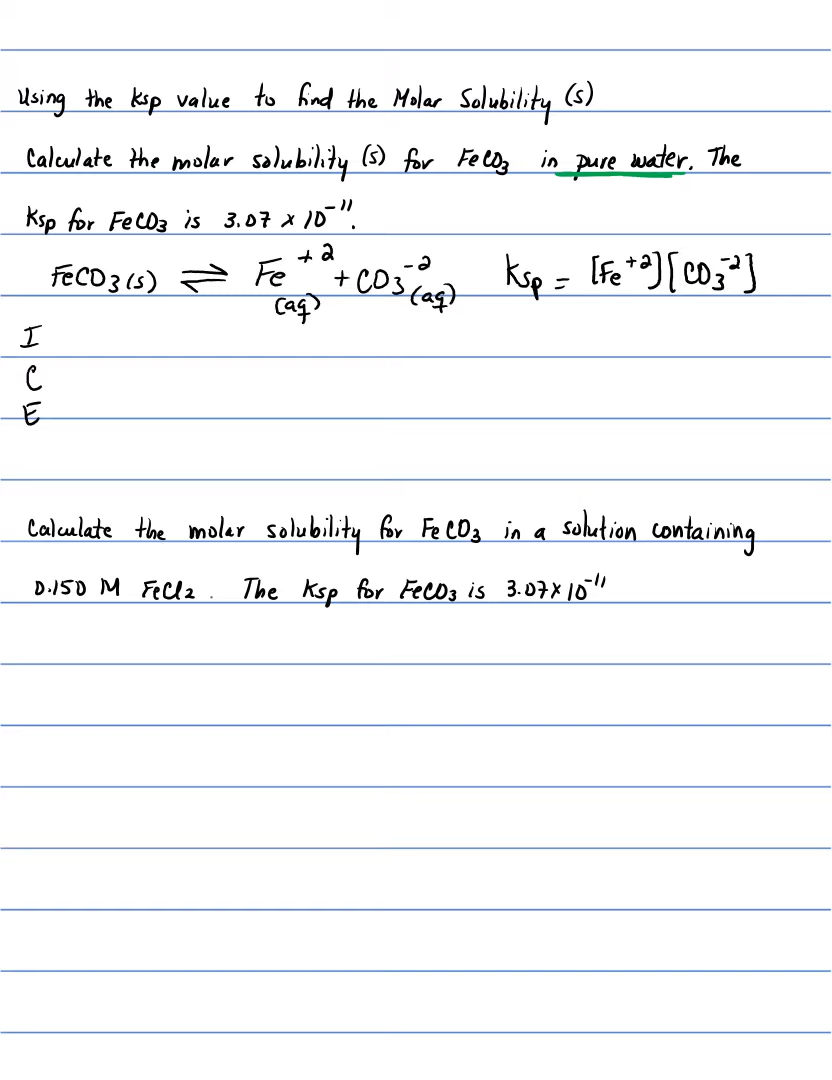 Using the Ksp value to find the Molar Solubility (s)
Calculate the molar solubility (s) for FeCO3 in pure water. The
Ksp for FeCO3 is 3.07 x 10^-11.
FeCO3(s) ⇌ Fe^+2 (aq) + CO3^-2 (aq) Ksp = [Fe^+2][CO3^-2]
I
C
E
Calculate the molar solubility for FeCO3 in a solution containing
0.150 M FeCl2. The Ksp for FeCO3 is 3.07x10^-11